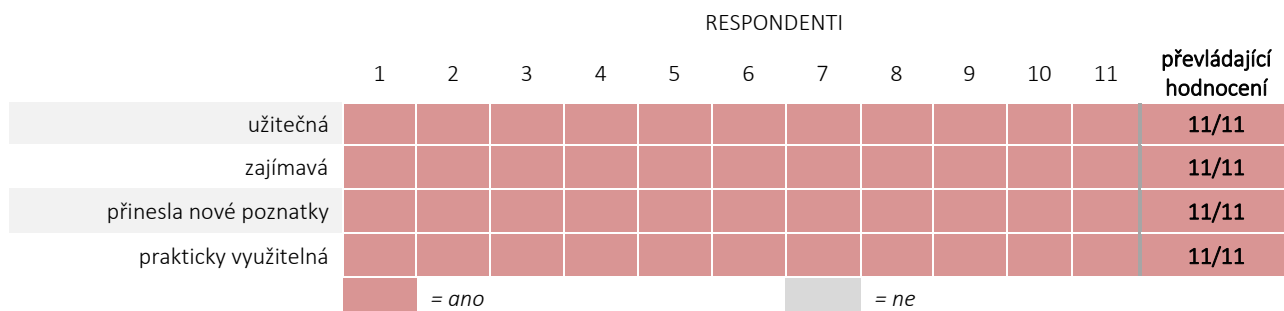 RESPONDENTI
1 2 3 4 5 6 7 8 9 10 11 převládající hodnocení
užitečná 11/11
zajímavá 11/11
přinesla nové poznatky 11/11
prakticky využitelná 11/11
= ano = ne